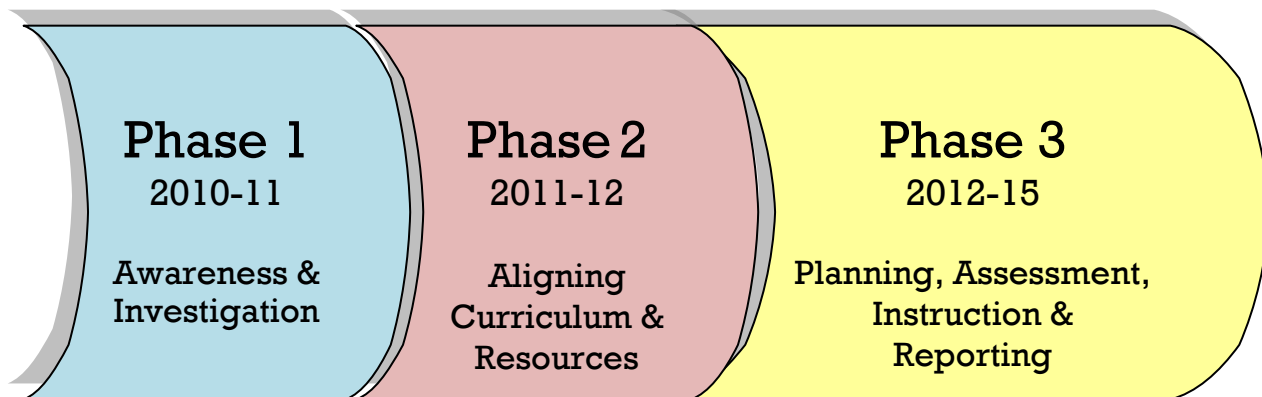 Phase 1
2010-11
Awareness &
Investigation
Phase 2
2011-12
Aligning
Curriculum &
Resources
Phase 3
2012-15
Planning, Assessment,
Instruction &
Reporting